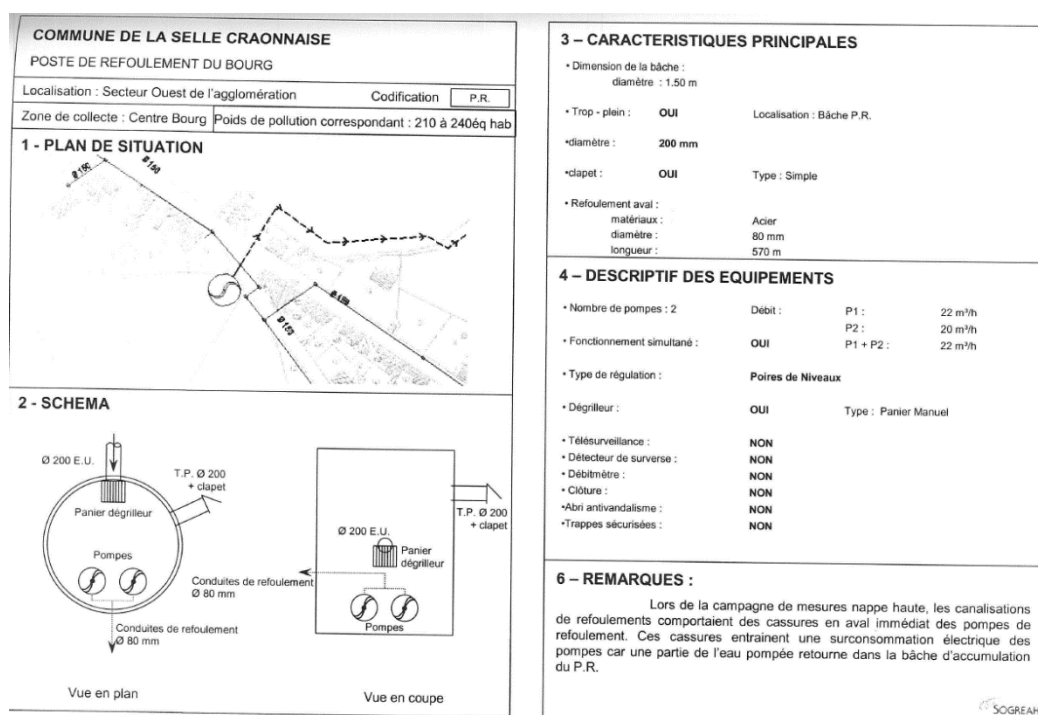 COMMUNE DE LA SELLE CRAONNAISE
POSTE DE REFOULEMENT DU BOURG
Localisation : Secteur Ouest de l'agglomération Codification P.R.
Zone de collecte : Centre Bourg Poids de pollution correspondant : 210 à 240éq hab
1 - PLAN DE SITUATION
Ø 150
Ø 150
Ø 150
2 - SCHEMA
Ø 200 E.U.
T.P. Ø 200
+ clapet
Panier dégrilleur
Pompes
Conduites de refoulement
Ø 80 mm
Vue en plan
T.P. Ø 200
+ clapet
Ø 200 E.U.
Panier
dégrilleur
Conduites de refoulement
Ø 80 mm
Pompes
Vue en coupe
3 – CARACTERISTIQUES PRINCIPALES
• Dimension de la bâche :
diamètre : 1.50 m
• Trop - plein : OUI Localisation : Bâche P.R.
•diamètre : 200 mm
•clapet : OUI Type : Simple
• Refoulement aval :
matériaux : Acier
diamètre : 80 mm
longueur : 570 m
4 – DESCRIPTIF DES EQUIPEMENTS
• Nombre de pompes : 2 Débit : P1 : 22 m³/h
P2 : 20 m³/h
• Fonctionnement simultané : OUI P1 + P2 : 22 m³/h
• Type de régulation : Poires de Niveaux
• Dégrilleur : OUI Type : Panier Manuel
• Télésurveillance : NON
• Détecteur de surverse : NON
• Débitmètre : NON
• Clôture : NON
•Abri antivandalisme : NON
•Trappes sécurisées : NON
6 – REMARQUES :
Lors de la campagne de mesures nappe haute, les canalisations
de refoulements comportaient des cassures en aval immédiat des pompes de
refoulement. Ces cassures entrainent une surconsommation électrique des
pompes car une partie de l'eau pompée retourne dans la bâche d'accumulation
du P.R.
SOGREAH